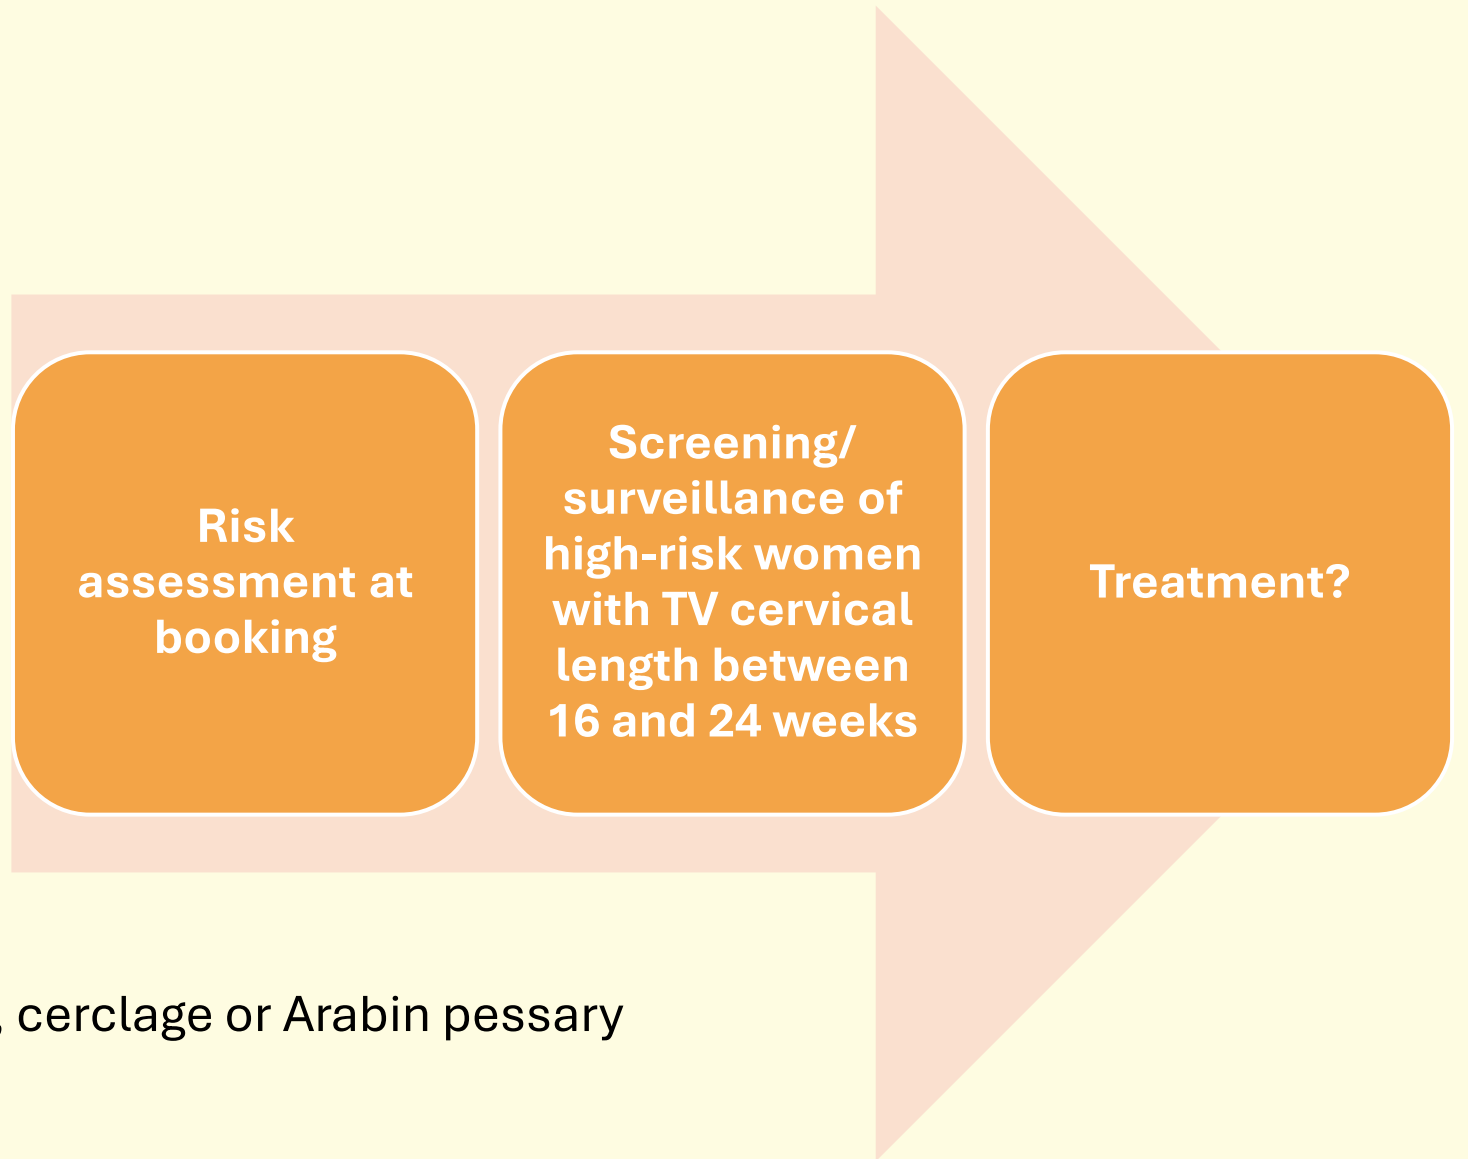 Risk
assessment at
booking
Screening/
surveillance of
high-risk women
with TV cervical
length between
16 and 24 weeks
Treatment?
, cerclage or Arabin pessary